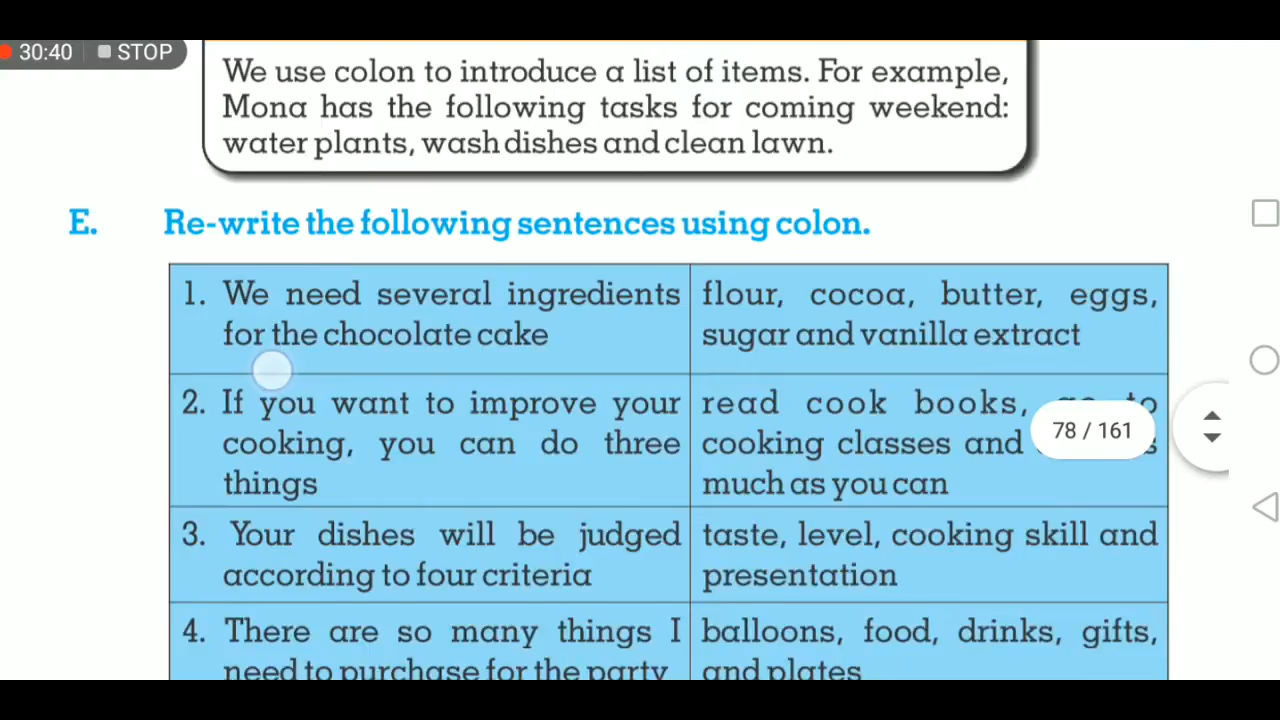 30:40 STOP
We use colon to introduce a list of items. For example,
Mona has the following tasks for coming weekend:
water plants, wash dishes and clean lawn.
E. Re-write the following sentences using colon.
1. We need several ingredients
for the chocolate cake
flour, cocoa, butter, eggs,
sugar and vanilla extract
2. If you want to improve your
cooking, you can do three
things
read cook books, to
cooking classes and
much as you can
78 / 161
3. Your dishes will be judged
according to four criteria
taste, level, cooking skill and
presentation
4. There are so many things I
need to purchase for the party
balloons, food, drinks, gifts,
and plates